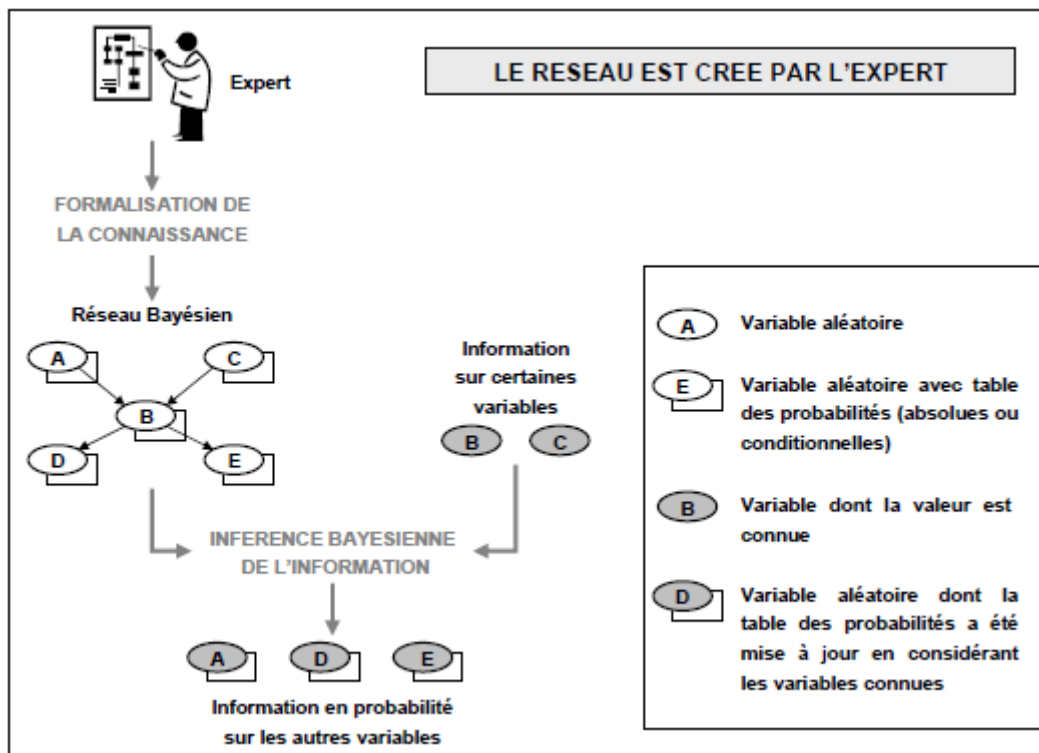 Expert
LE RESEAU EST CREE PAR L'EXPERT
FORMALISATION DE
LA CONNAISSANCE
Réseau Bayésien
A
C
B
D
E
Information
sur certaines
variables
B
C
INFERENCE BAYESIENNE
DE L'INFORMATION
A
D
E
Information en probabilité
sur les autres variables
A
Variable aléatoire
E
Variable aléatoire avec table
des probabilités (absolues ou
conditionnelles)
B
Variable dont la valeur est
connue
D
Variable aléatoire dont la
table des probabilités a été
mise à jour en considérant
les variables connues